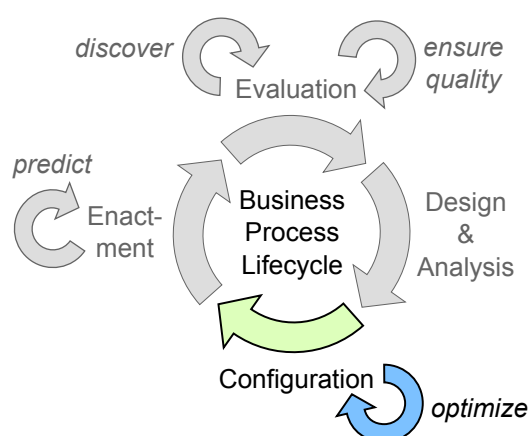 discover
ensure
quality
Evaluation
predict
Enact-
ment
Business
Process
Lifecycle
Design
&
Analysis
Configuration
optimize